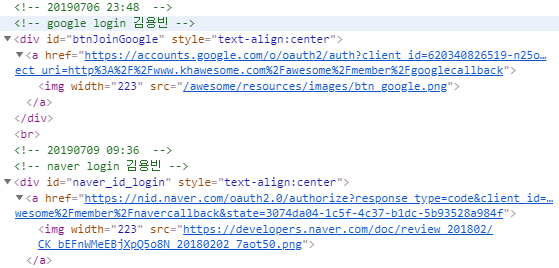 <!-- 20190706 23:48  -->
<!-- google login 김용빈 -->
▼<div id="btnJoinGoogle" style="text-align:center">
▼<a href="https://accounts.google.com/o/oauth2/auth?client_id=620340826519-n25o…
ect_uri=http%3A%2F%2Fwww.khawesome.com%2Fawesome%2Fmember%2Fgooglecallback">
<img width="223" src="/awesome/resources/images/btn_google.png">
</a>
</div>
<br>
<!-- 20190709 09:36  -->
<!-- naver login 김용빈 -->
▼<div id="naver_id_login" style="text-align:center">
▼<a href="https://nid.naver.com/oauth2.0/authorize?response_type=code&client_id=…
wesome%2Fmember%2Fnavercallback&state=3074da04-1c5f-4c37-b1dc-5b93528a984f">
<img width="223" src="https://developers.naver.com/doc/review_201802/
CK_bEFnWMeEBjXpQ5o8N_20180202_7aot50.png">
</a>